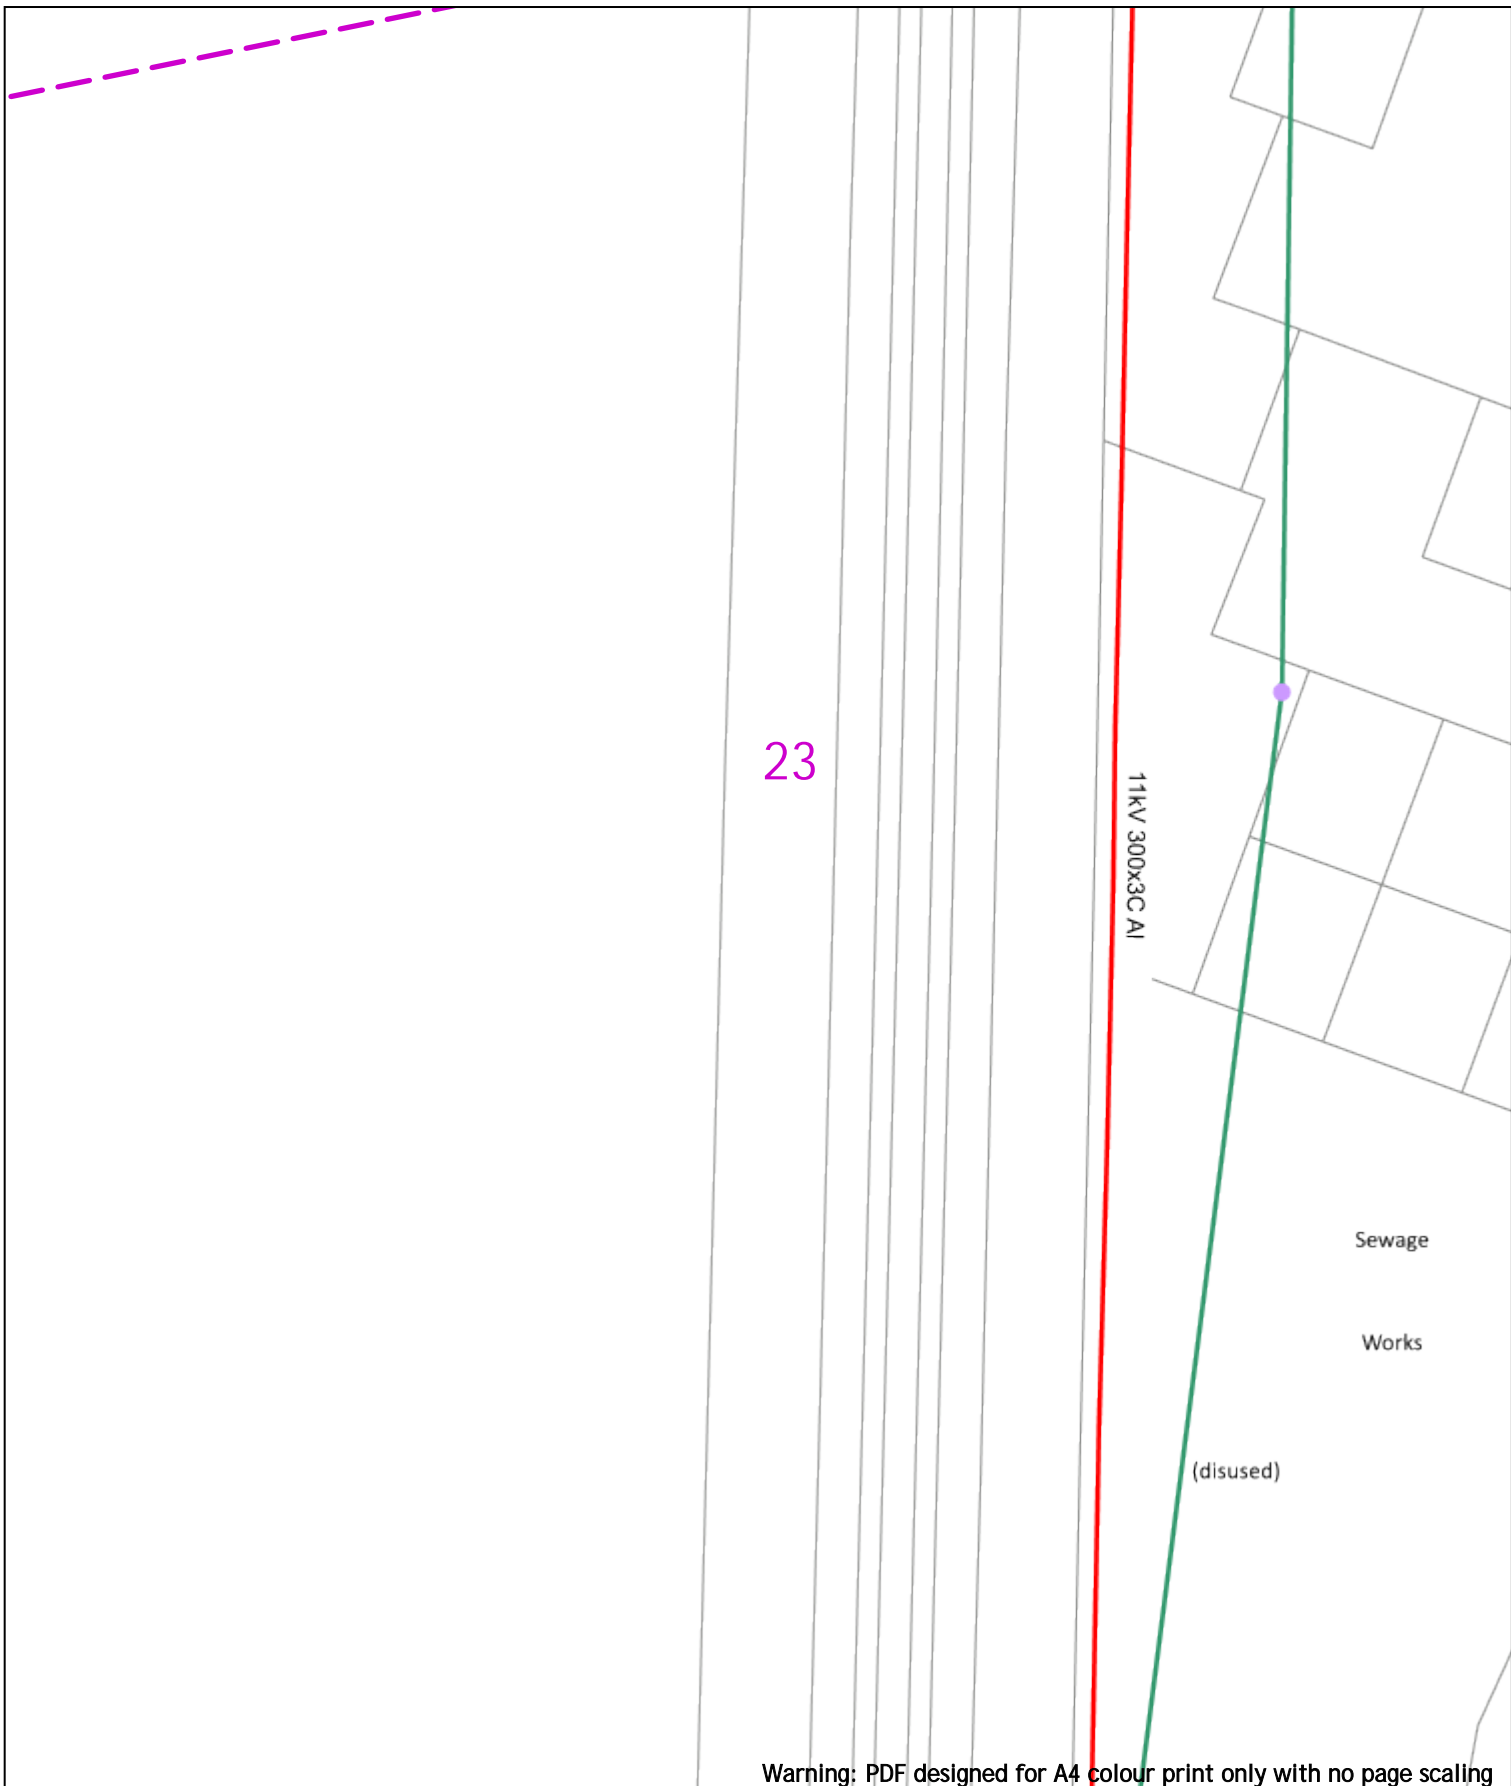 23
11kV 300x3C Al
Sewage
Works
(disused)
Warning: PDF designed for A4 colour print only with no page scaling